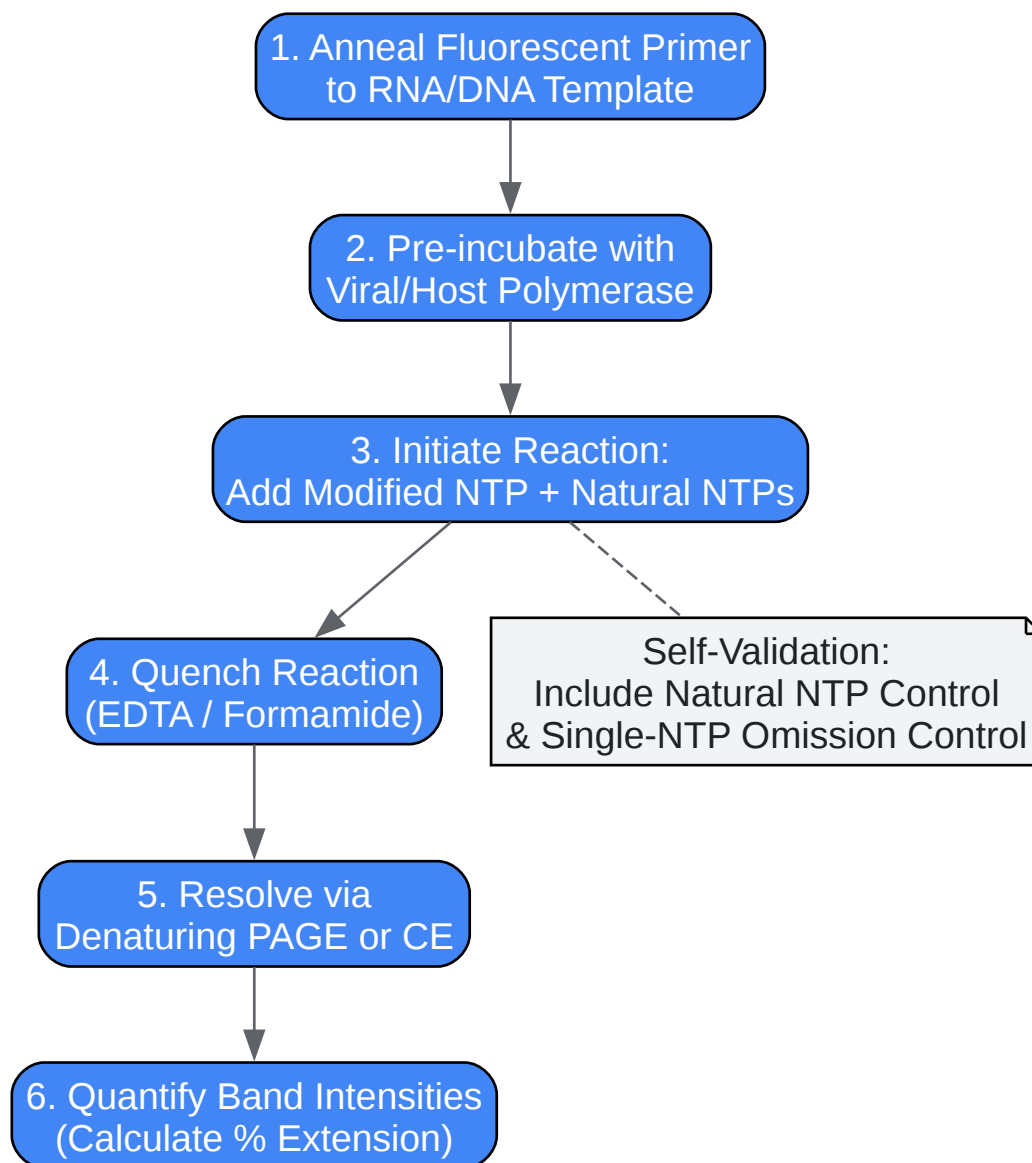 1. Anneal Fluorescent Primer
to RNA/DNA Template
2. Pre-incubate with
Viral/Host Polymerase
3. Initiate Reaction:
Add Modified NTP + Natural NTPs
4. Quench Reaction
(EDTA / Formamide)
Self-Validation:
Include Natural NTP Control
& Single-NTP Omission Control
5. Resolve via
Denaturing PAGE or CE
6. Quantify Band Intensities
(Calculate % Extension)